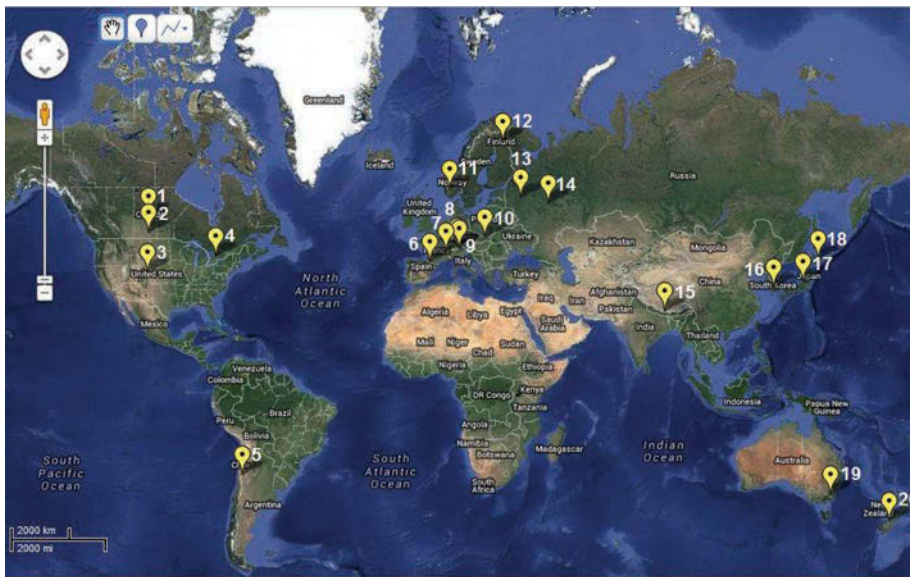 Greenland
Iceland
12
Finlund
11
Sweden
13
Norway
14
Russia
1
2
United
Kingdom
8
7
10
4
Ukraine
6
9
3
Kazakhstan
Mongolia
18
United States
Spain
Italy
Turkey
16
17
Japan
South Korea
China
North
Atlantic
Ocean
15
Afghanistan
Iraq
Iran
Pakistan
Algeria
Libya
Egypt
Saudi
Arabia
India
Mexico
Mali
Niger
Chad
Sudan
Thailand
Nigeria
Ethiopia
Venezuela
Colombia
Kenya
DR Congo
Tanzania
Indonesia
Papua New
Guinea
Peru
Brazil
Bolivia
Angola
Namibia
Botswana
Madagascar
Indian
Ocean
South
Pacific
Ocean
5
South
Atlantic
Ocean
South
Africa
Australia
19
Argentina
New
Zealand
20
2000 km
2000 mi